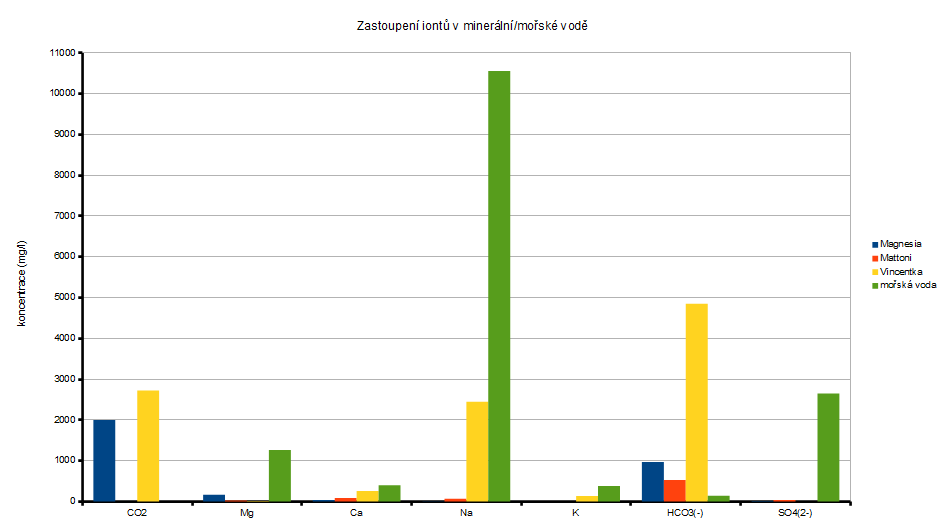 Zastoupení iontů v minerální/mořské vodě
11000
10000
9000
8000
7000
6000
5000
4000
3000
2000
1000
0
koncentrace (mg/l)
CO2 Mg Ca Na K HCO3(-) SO4(2-)
Magnesia
Mattoni
Vincentka
mořská voda